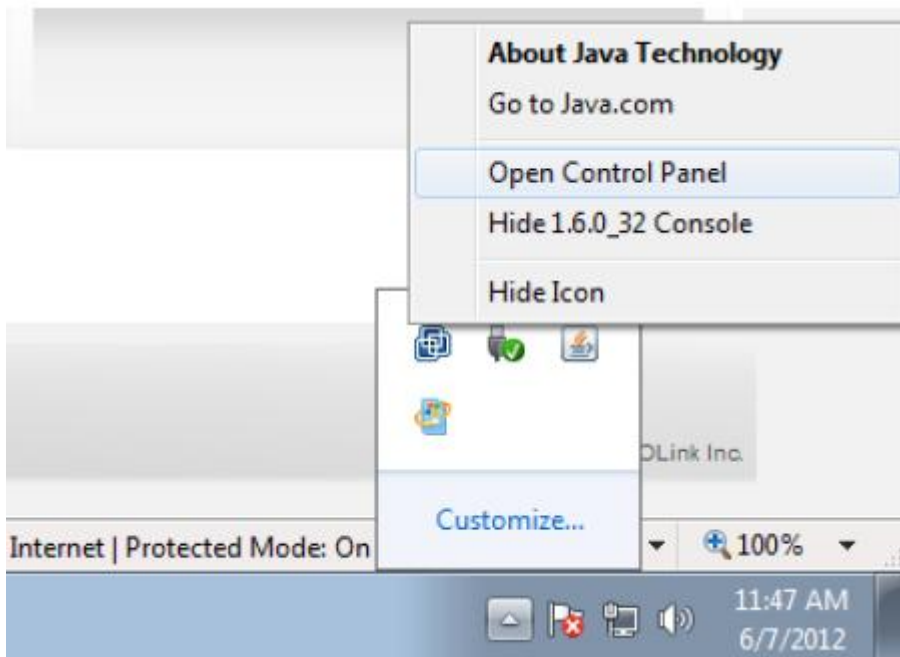 About Java Technology
Go to Java.com
Open Control Panel
Hide 1.6.0_32 Console
Hide Icon
OLink Inc.
Customize...
Internet | Protected Mode: On
100%
11:47 AM
6/7/2012